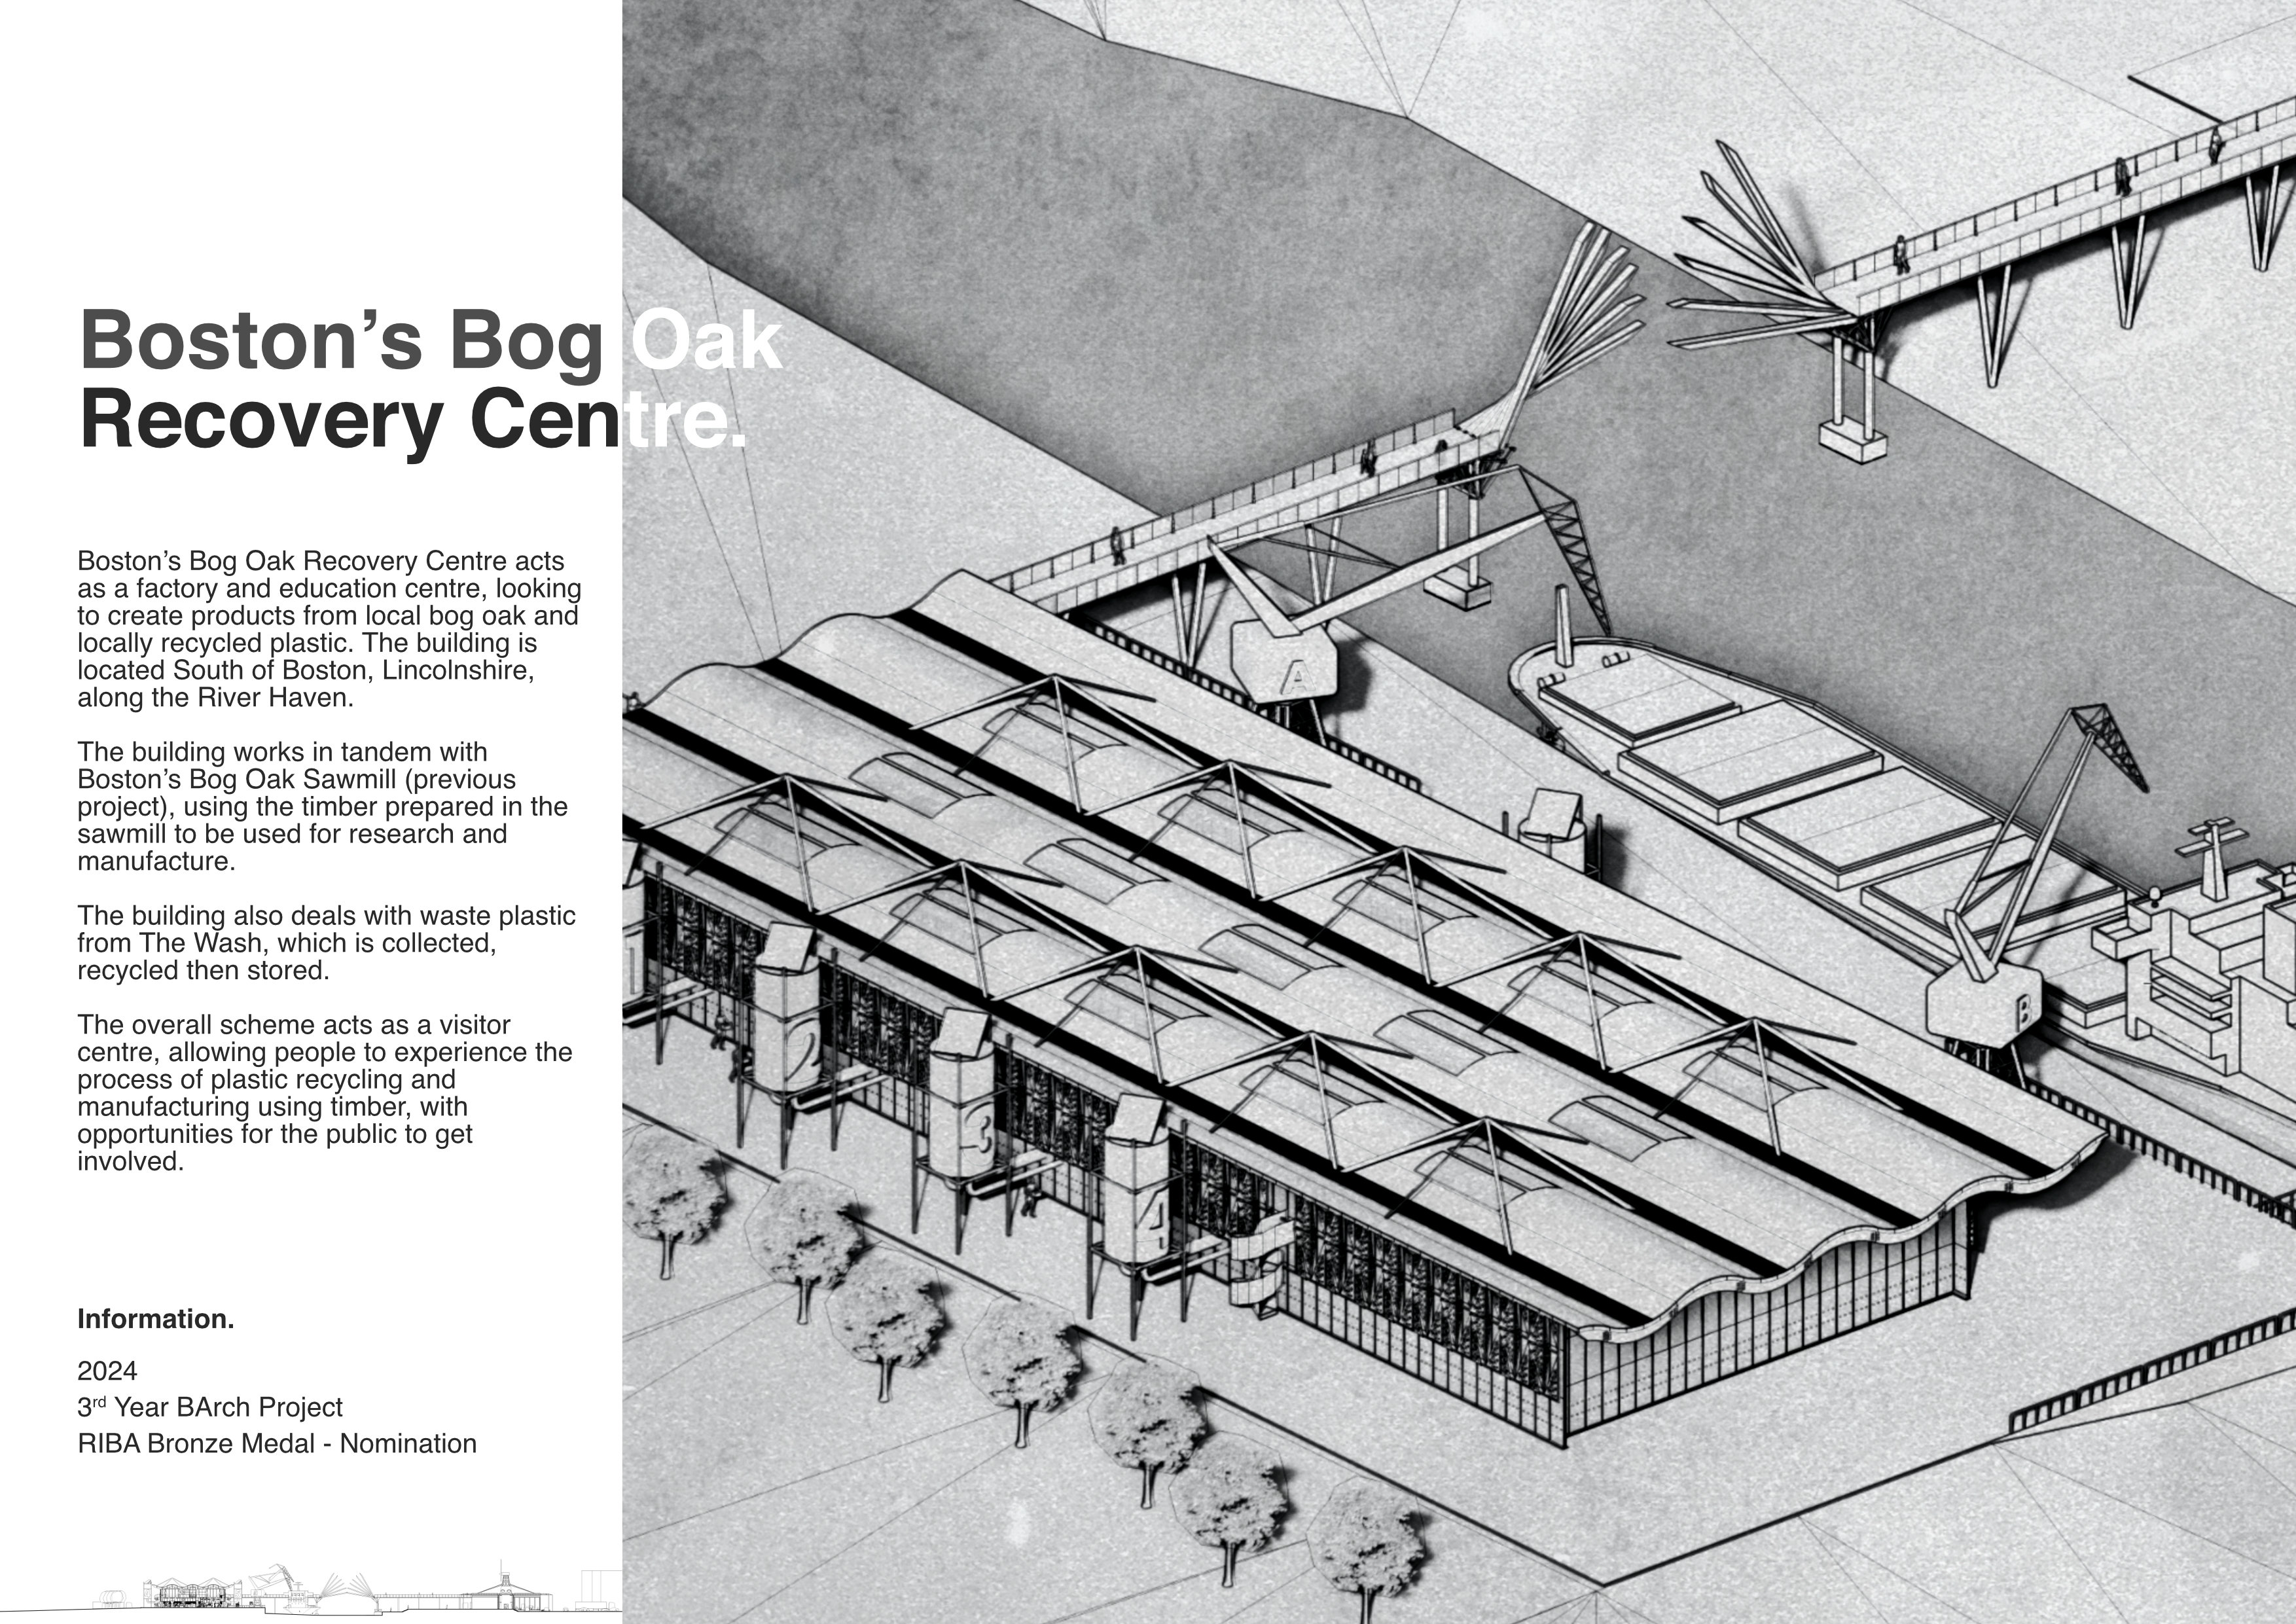 Boston’s Bog Oak
Recovery Centre.
Boston’s Bog Oak Recovery Centre acts
as a factory and education centre, looking
to create products from local bog oak and
locally recycled plastic. The building is
located South of Boston, Lincolnshire,
along the River Haven.
The building works in tandem with
Boston’s Bog Oak Sawmill (previous
project), using the timber prepared in the
sawmill to be used for research and
manufacture.
The building also deals with waste plastic
from The Wash, which is collected,
recycled then stored.
The overall scheme acts as a visitor
centre, allowing people to experience the
process of plastic recycling and
manufacturing using timber, with
opportunities for the public to get
involved.
Information.
2024
3rd Year BArch Project
RIBA Bronze Medal - Nomination
A
B
2
3
4